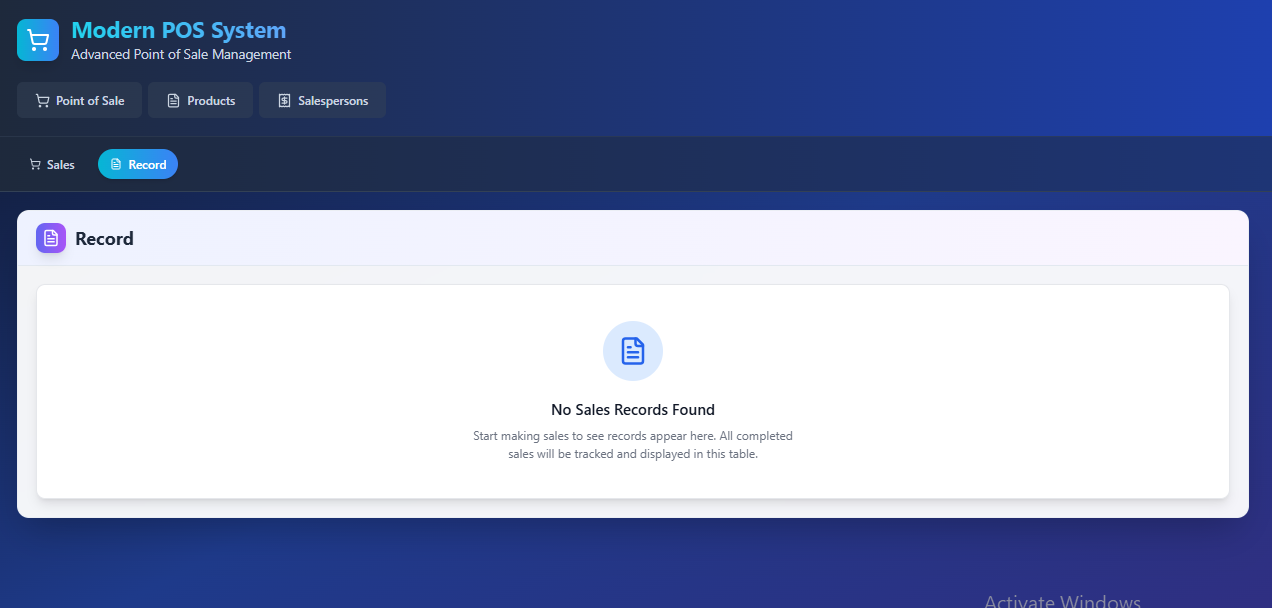 Modern POS System
Advanced Point of Sale Management
Point of Sale
Products
Salespersons
Sales
Record
Record
No Sales Records Found
Start making sales to see records appear here. All completed
sales will be tracked and displayed in this table.
Activate Windows